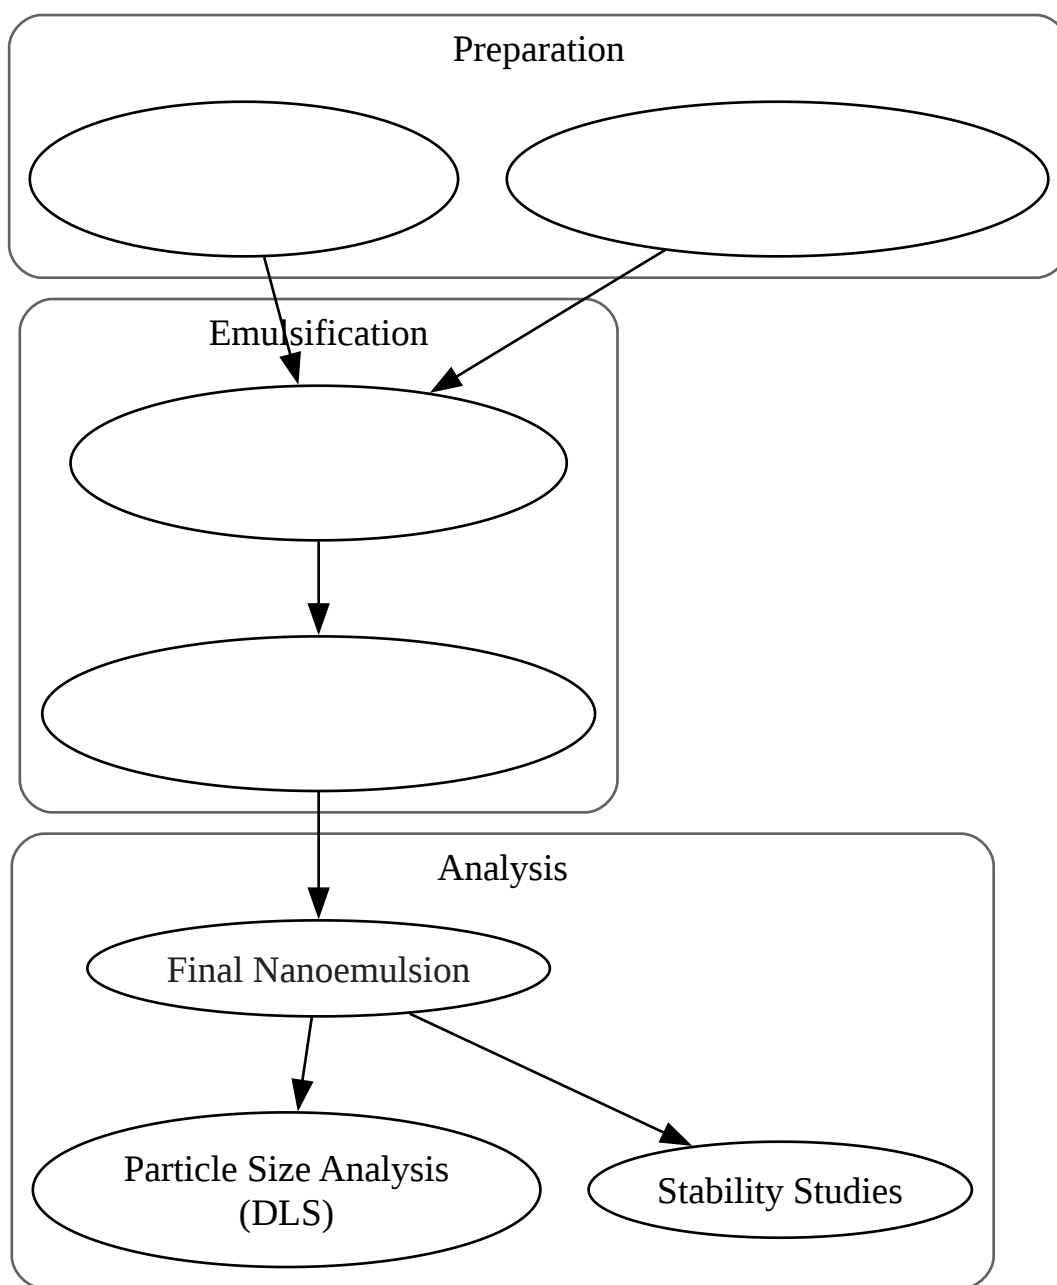 Preparation
Emulsification
Analysis
Final Nanoemulsion
Particle Size Analysis
(DLS)
Stability Studies